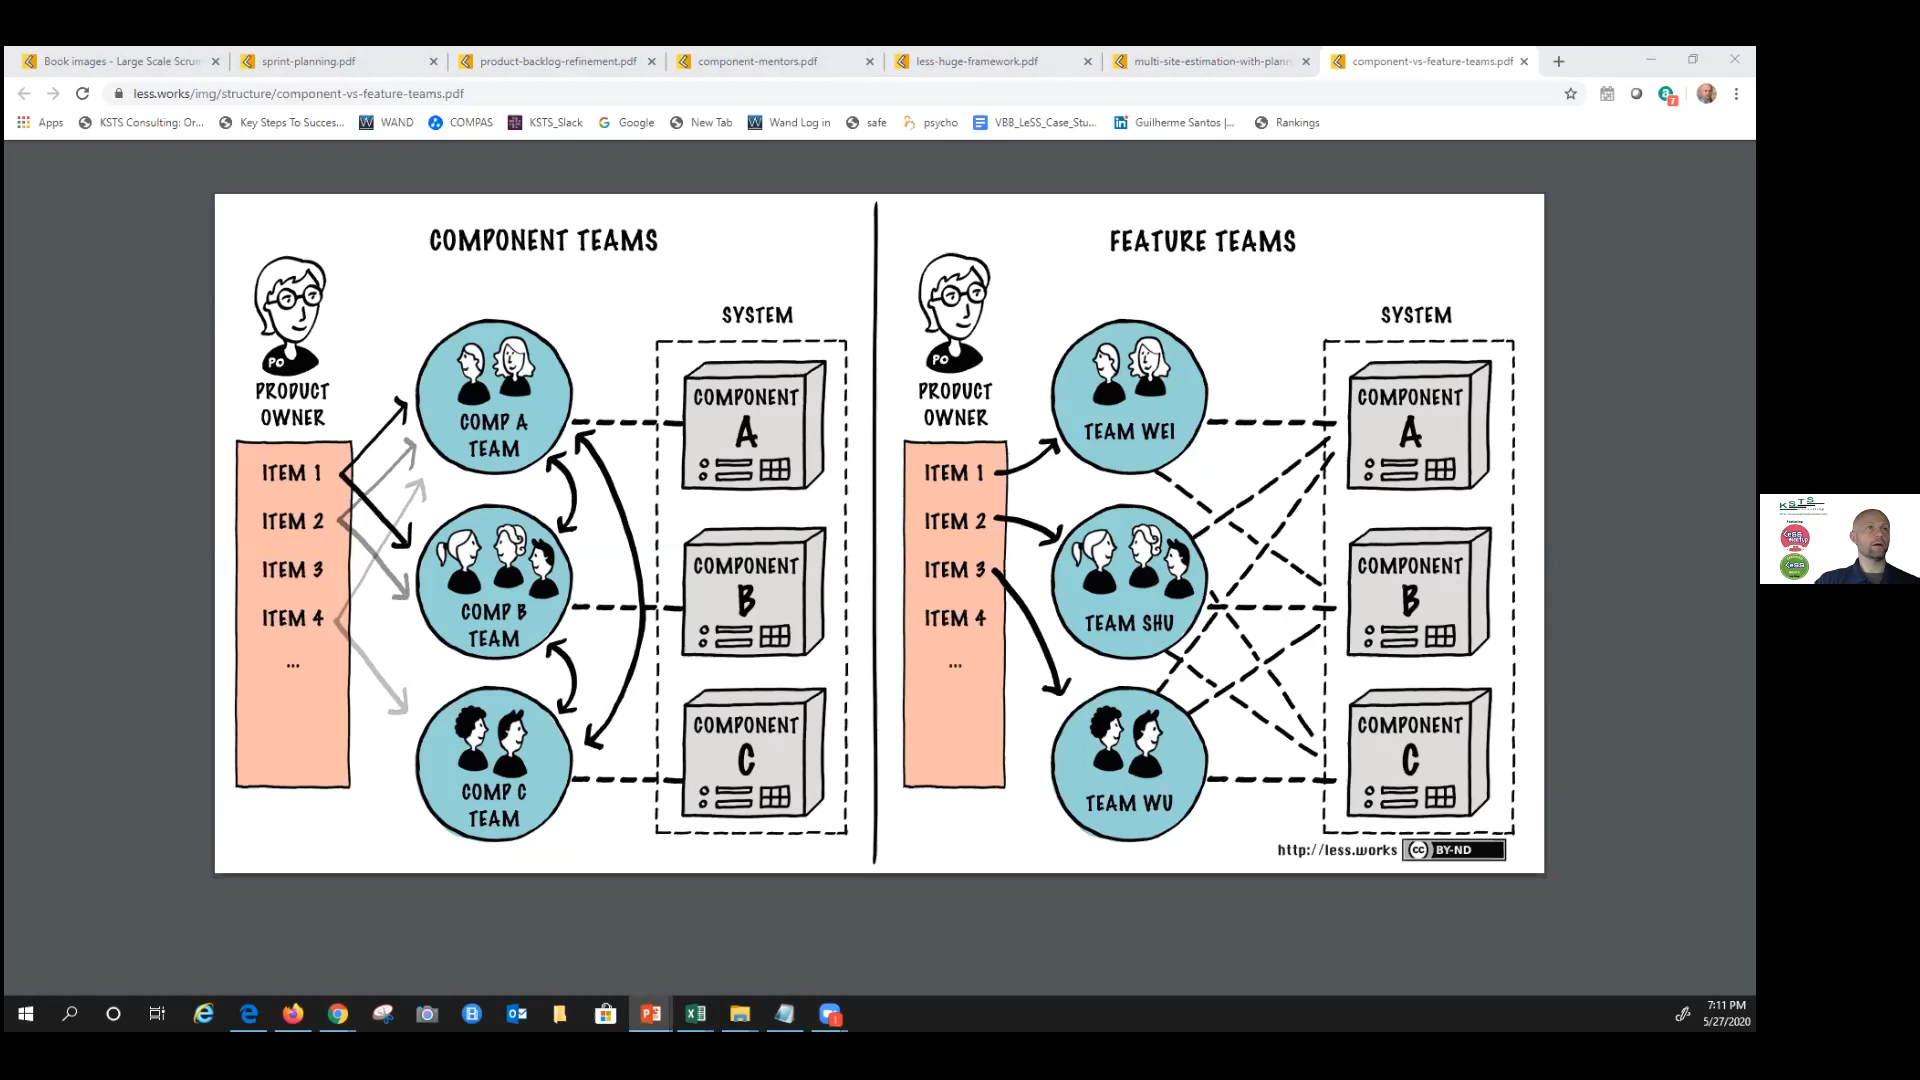 Book images - Large Scale Scrum
sprint-planning.pdf
product-backlog-refinement.pdf
component-mentors.pdf
less-huge-framework.pdf
multi-site-estimation-with-plann
component-vs-feature-teams.pdf
less.works/img/structure/component-vs-feature-teams.pdf
7
Apps
KSTS Consulting: Or...
Key Steps To Succes...
WAND
COMPAS
KSTS_Slack
Google
New Tab
Wand Log in
safe
psycho
VBB_LeSS_Case_Stu...
Guilherme Santos |...
Rankings
COMPONENT TEAMS
PO
PRODUCT
OWNER
ITEM 1
ITEM 2
ITEM 3
ITEM 4
...
COMP A
TEAM
COMP B
TEAM
COMP C
TEAM
SYSTEM
COMPONENT
A
COMPONENT
B
COMPONENT
C
FEATURE TEAMS
PO
PRODUCT
OWNER
ITEM 1
ITEM 2
ITEM 3
ITEM 4
...
TEAM WEI
TEAM SHU
TEAM WU
SYSTEM
COMPONENT
A
COMPONENT
B
COMPONENT
C
http://less.works
cc BY-ND
KSTS
LeSS
LeSS
7:11 PM
5/27/2020